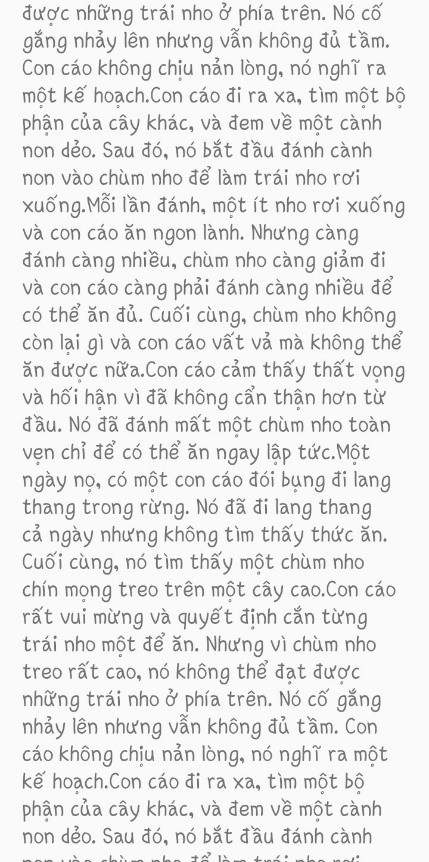 được những trái nho ở phía trên. Nó cố
gắng nhảy lên nhưng vẫn không đủ tầm.
Con cáo không chịu nản lòng, nó nghĩ ra
một kế hoạch.Con cáo đi ra xa, tìm một bộ
phận của cây khác, và đem về một cành
non dẻo. Sau đó, nó bắt đầu đánh cành
non vào chùm nho để làm trái nho rơi
xuống.Mỗi lần đánh, một ít nho rơi xuống
và con cáo ăn ngon lành. Nhưng càng
đánh càng nhiều, chùm nho càng giảm đi
và con cáo càng phải đánh càng nhiều để
có thể ăn đủ. Cuối cùng, chùm nho không
còn lại gì và con cáo vất vả mà không thể
ăn được nữa.Con cáo cảm thấy thất vọng
và hối hận vì đã không cẩn thận hơn từ
đầu. Nó đã đánh mất một chùm nho toàn
vẹn chỉ để có thể ăn ngay lập tức.Một
ngày nọ, có một con cáo đói bụng đi lang
thang trong rừng. Nó đã đi lang thang
cả ngày nhưng không tìm thấy thức ăn.
Cuối cùng, nó tìm thấy một chùm nho
chín mọng treo trên một cây cao.Con cáo
rất vui mừng và quyết định cắn từng
trái nho một để ăn. Nhưng vì chùm nho
treo rất cao, nó không thể đạt được
những trái nho ở phía trên. Nó cố gắng
nhảy lên nhưng vẫn không đủ tầm. Con
cáo không chịu nản lòng, nó nghĩ ra một
kế hoạch.Con cáo đi ra xa, tìm một bộ
phận của cây khác, và đem về một cành
non dẻo. Sau đó, nó bắt đầu đánh cành
non vào chùm nho để làm trái nho rơi